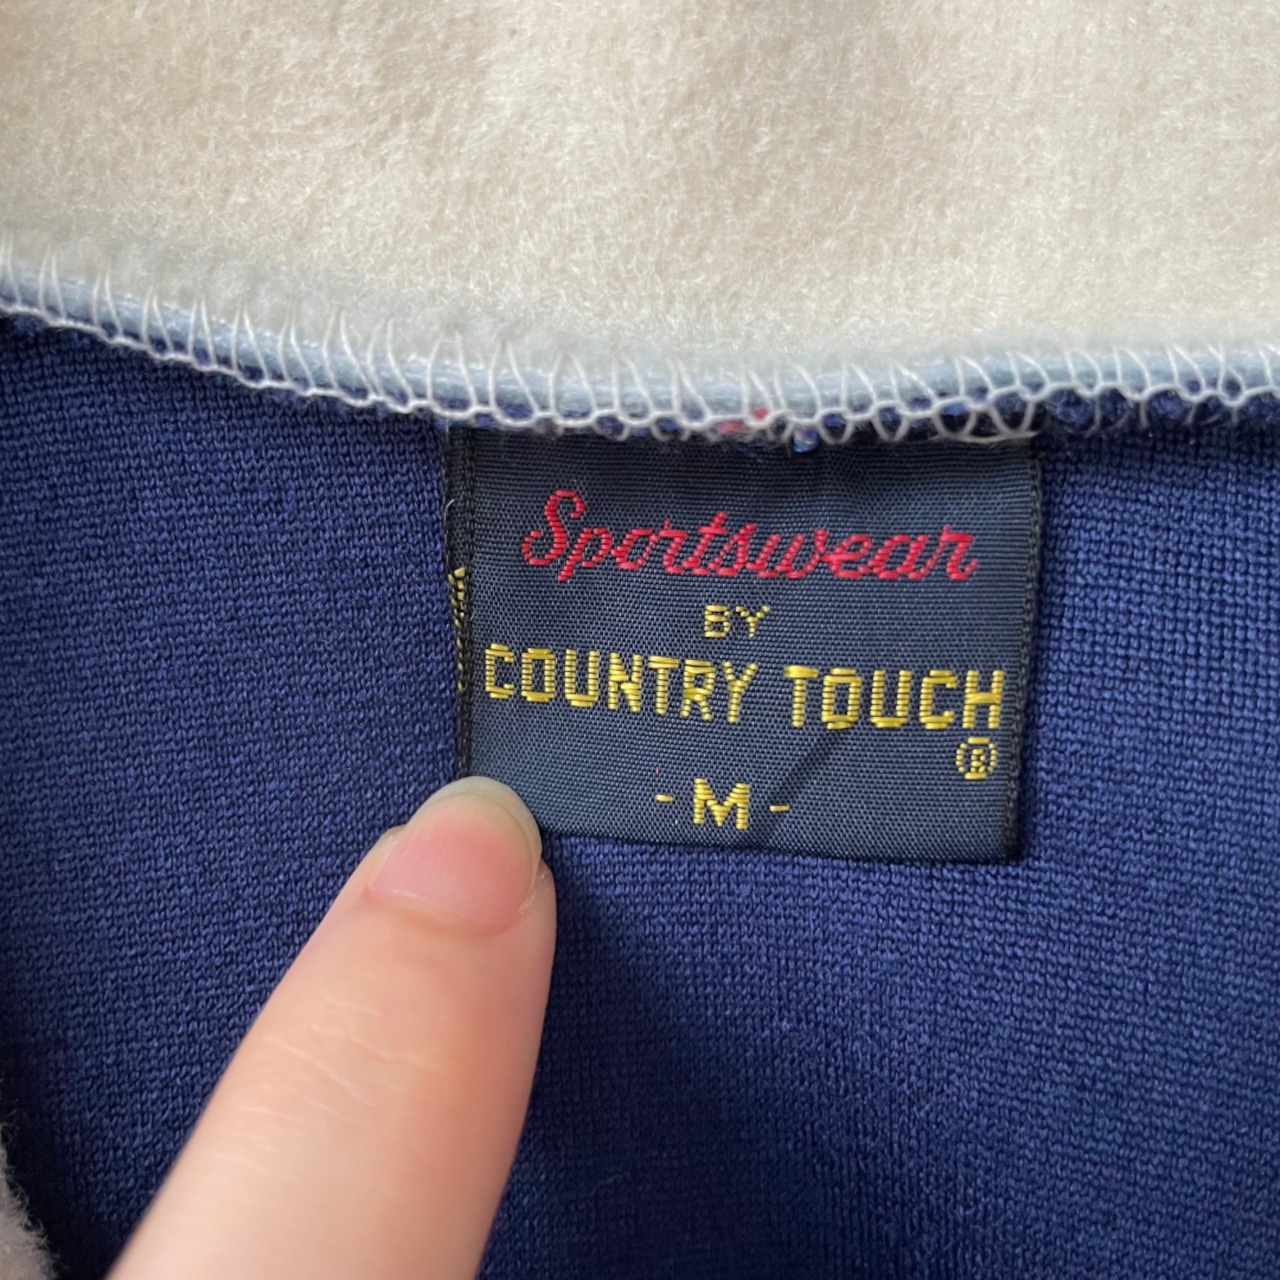 Sportswear
BY
COUNTRY TOUCH
®
- M -